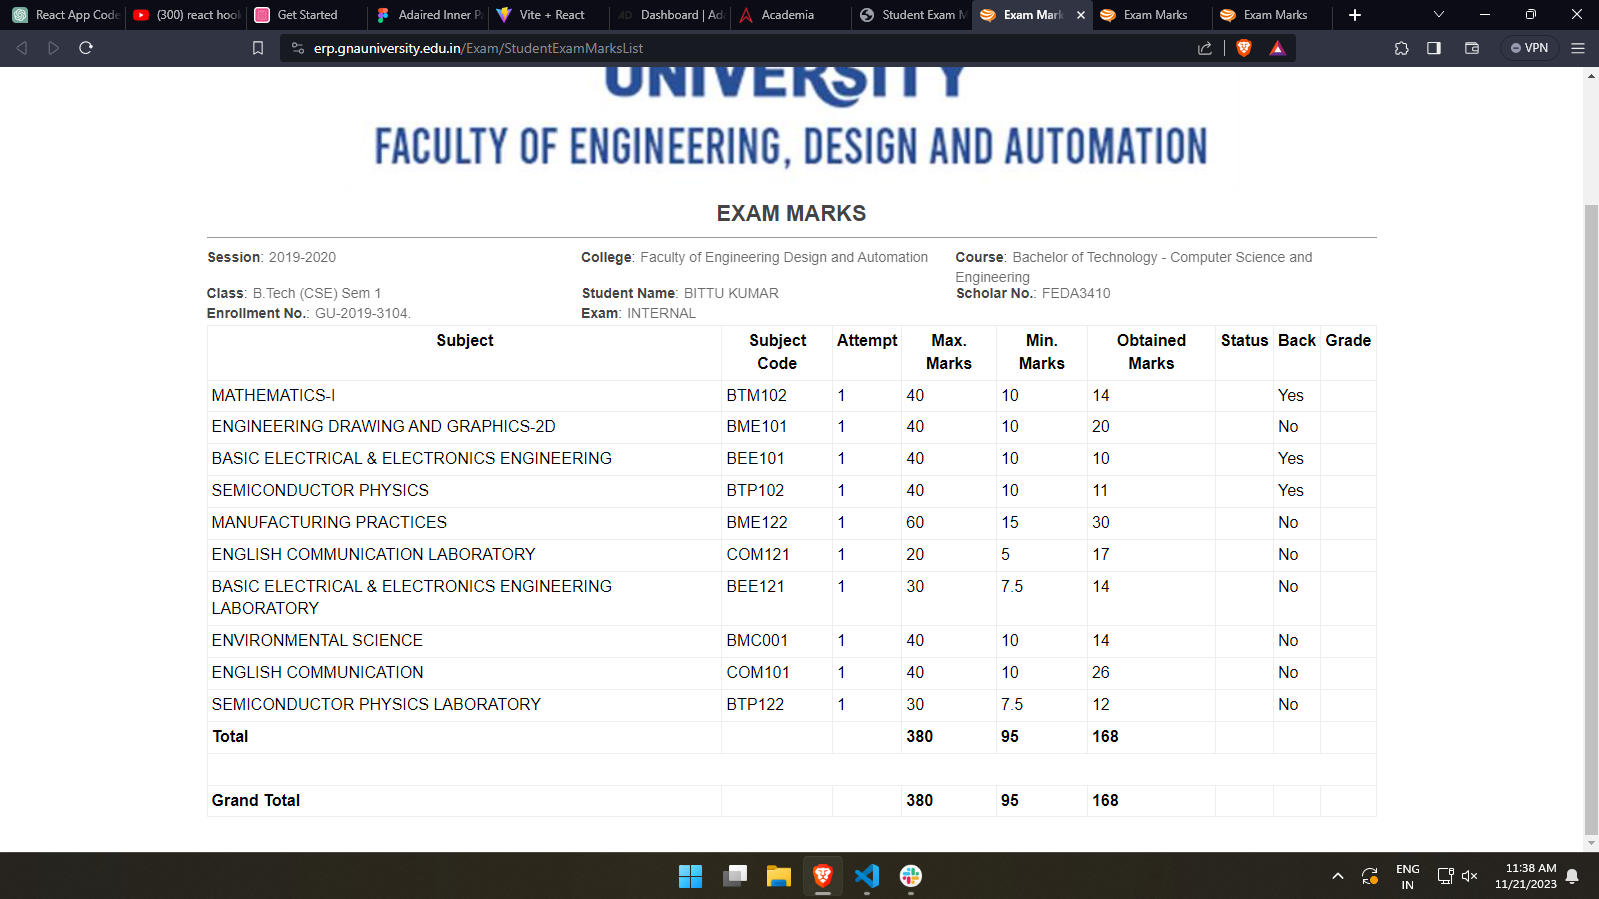 React App Code
(300) react hook
Get Started
Adaired Inner P
Vite + React
Dashboard | Ada
Academia
Student Exam M
Exam Mark
Exam Marks
Exam Marks
erp.gnauniversity.edu.in/Exam/StudentExamMarksList
VPN
UNIVERSITY
FACULTY OF ENGINEERING, DESIGN AND AUTOMATION
EXAM MARKS
Session: 2019-2020 College: Faculty of Engineering Design and Automation Course: Bachelor of Technology - Computer Science and
Engineering
Class: B.Tech (CSE) Sem 1 Student Name: BITTU KUMAR Scholar No.: FEDA3410
Enrollment No.: GU-2019-3104. Exam: INTERNAL
Subject Subject Attempt Max. Min. Obtained Status Back Grade
Code Marks Marks Marks
MATHEMATICS-I BTM102 1 40 10 14 Yes
ENGINEERING DRAWING AND GRAPHICS-2D BME101 1 40 10 20 No
BASIC ELECTRICAL & ELECTRONICS ENGINEERING BEE101 1 40 10 10 Yes
SEMICONDUCTOR PHYSICS BTP102 1 40 10 11 Yes
MANUFACTURING PRACTICES BME122 1 60 15 30 No
ENGLISH COMMUNICATION LABORATORY COM121 1 20 5 17 No
BASIC ELECTRICAL & ELECTRONICS ENGINEERING BEE121 1 30 7.5 14 No
LABORATORY
ENVIRONMENTAL SCIENCE BMC001 1 40 10 14 No
ENGLISH COMMUNICATION COM101 1 40 10 26 No
SEMICONDUCTOR PHYSICS LABORATORY BTP122 1 30 7.5 12 No
Total 380 95 168
Grand Total 380 95 168
ENG
IN
11:38 AM
11/21/2023